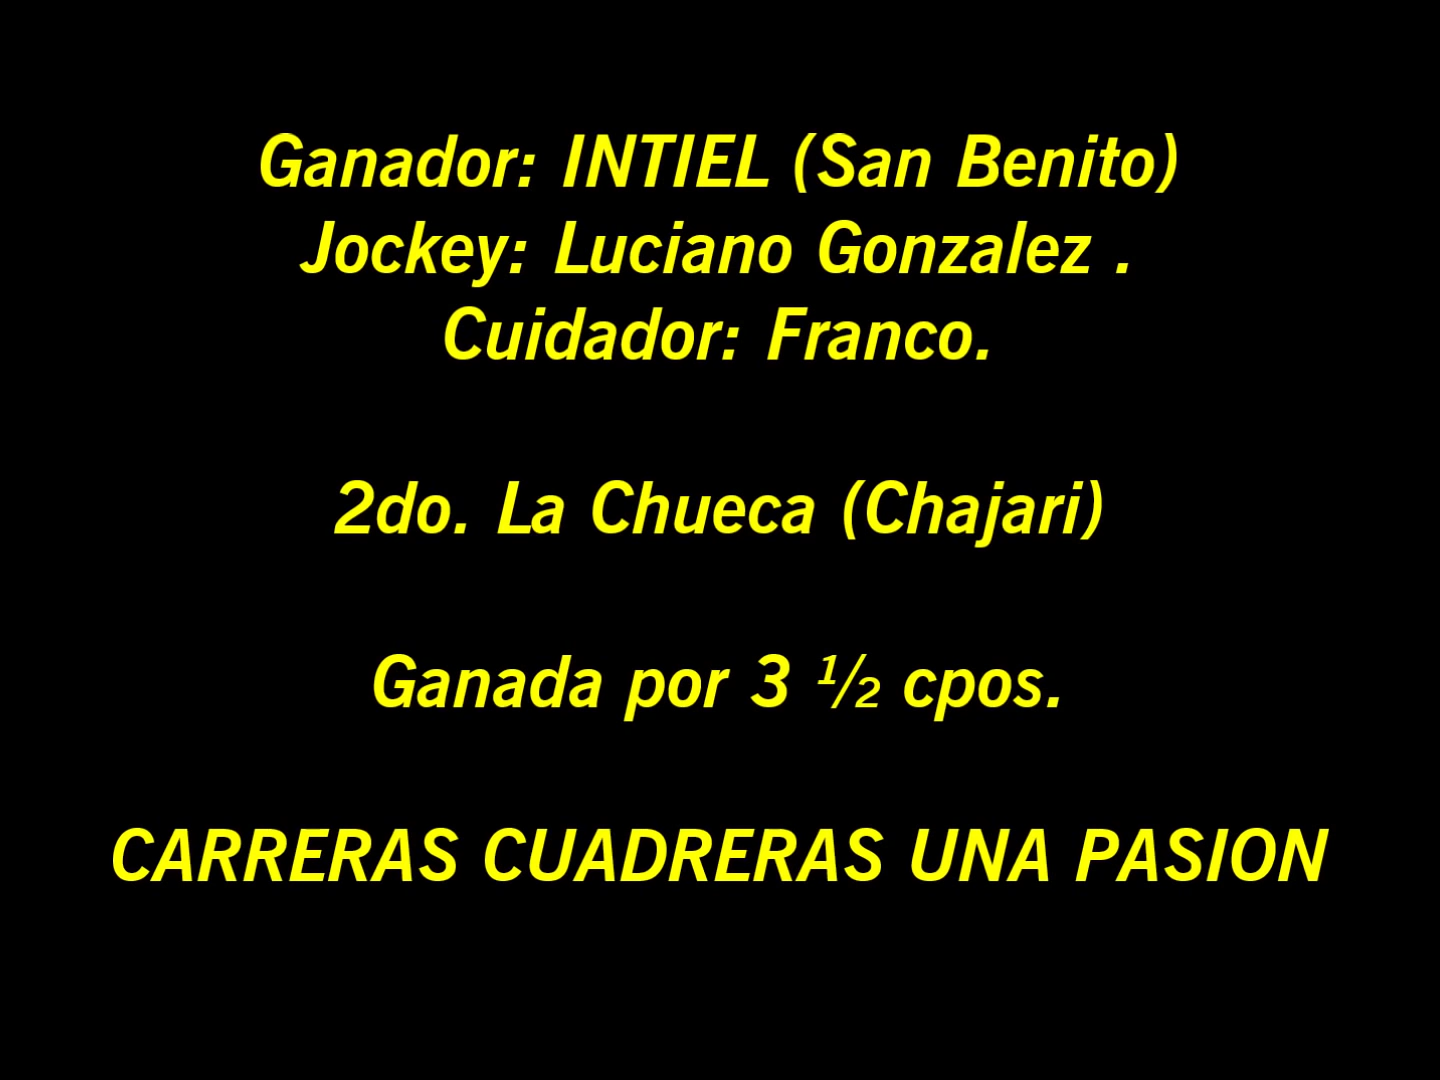 Ganador: INTIEL (San Benito)
Jockey: Luciano Gonzalez .
Cuidador: Franco.
2do. La Chueca (Chajari)
Ganada por 3 ½ cpos.
CARRERAS CUADRERAS UNA PASION